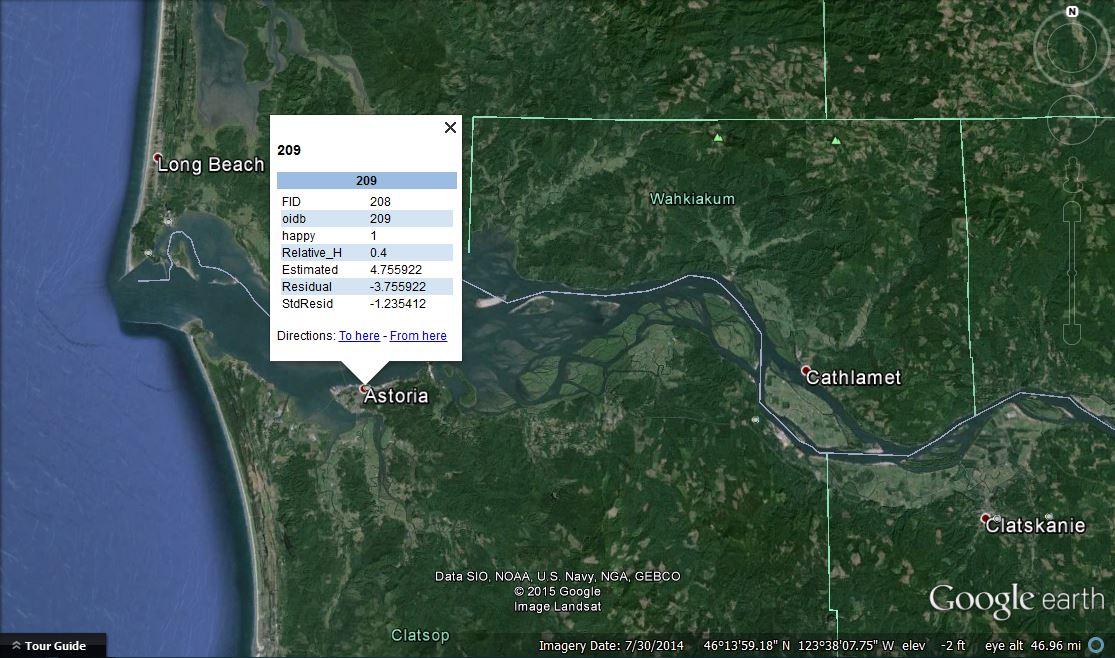 N
Long Beach
209
209
FID 208
oidb 209
happy 1
Relative_H 0.4
Estimated 4.755922
Residual -3.755922
StdResid -1.235412
Directions: To here - From here
Wahkiakum
Astoria
Cathlamet
Clatskanie
Data SIO, NOAA, U.S. Navy, NGA, GEBCO
© 2015 Google
Image Landsat
Google earth
Clatsop
Tour Guide
Imagery Date: 7/30/2014 46°13'59.18" N 123°38'07.75" W elev -2 ft eye alt 46.96 mi